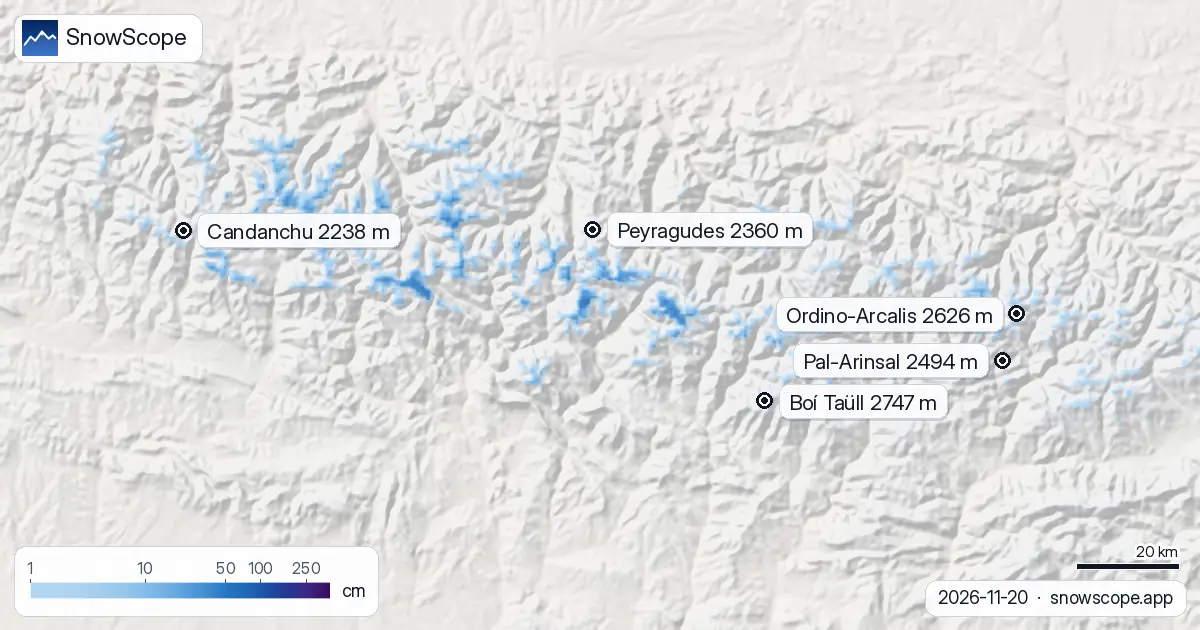 SnowScope
Candanchu 2238 m
Peyragudes 2360 m
Ordino-Arcalis 2626 m
Pal-Arinsal 2494 m
Boí Taüll 2747 m
1 10 50 100 250
cm
20 km
2026-11-20 · snowscope.app